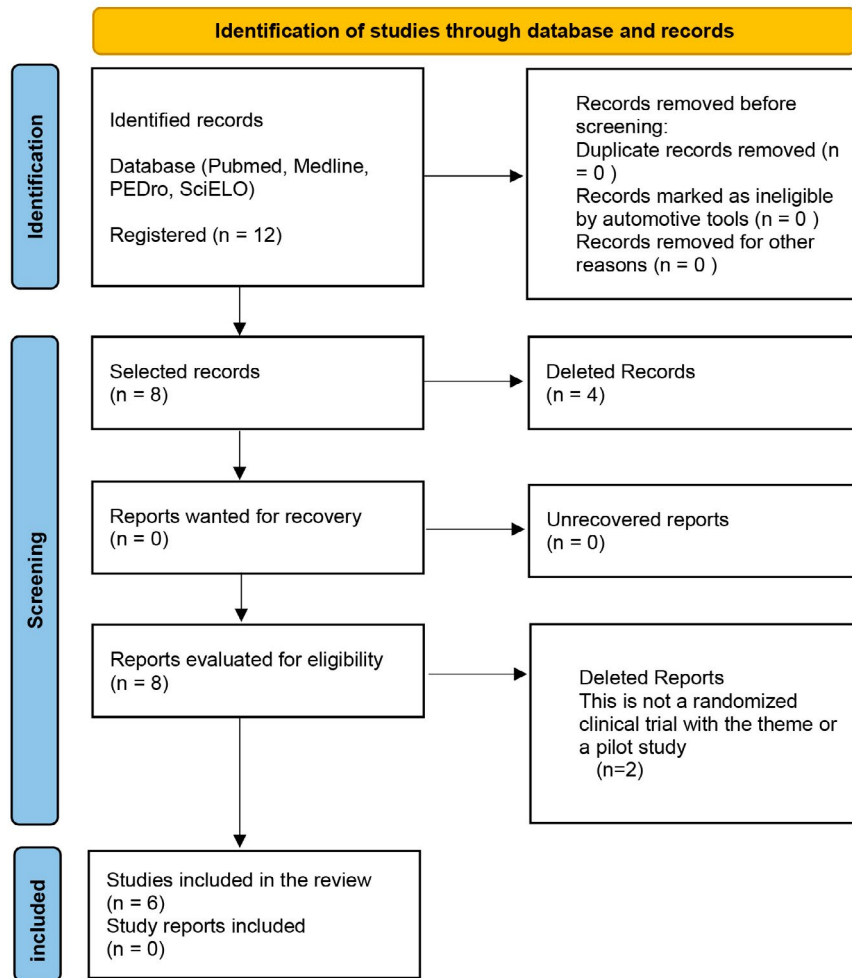 Identification of studies through database and records
Identification
Identified records
Database (Pubmed, Medline,
PEDro, SciELO)
Registered (n = 12)
Records removed before
screening:
Duplicate records removed (n
= 0 )
Records marked as ineligible
by automotive tools (n = 0 )
Records removed for other
reasons (n = 0 )
Screening
Selected records
(n = 8)
Deleted Records
(n = 4)
Reports wanted for recovery
(n = 0)
Unrecovered reports
(n = 0)
Reports evaluated for eligibility
(n = 8)
Deleted Reports
This is not a randomized
clinical trial with the theme or
a pilot study
(n=2)
included
Studies included in the review
(n = 6)
Study reports included
(n = 0)